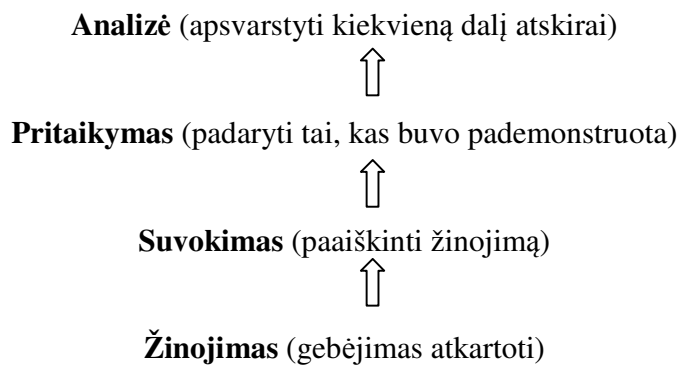 Analizė (apsvarstyti kiekvieną dalį atskirai)
Pritaikymas (padaryti tai, kas buvo pademonstruota)
Suvokimas (paaiškinti žinojimą)
Žinojimas (gebėjimas atkartoti)